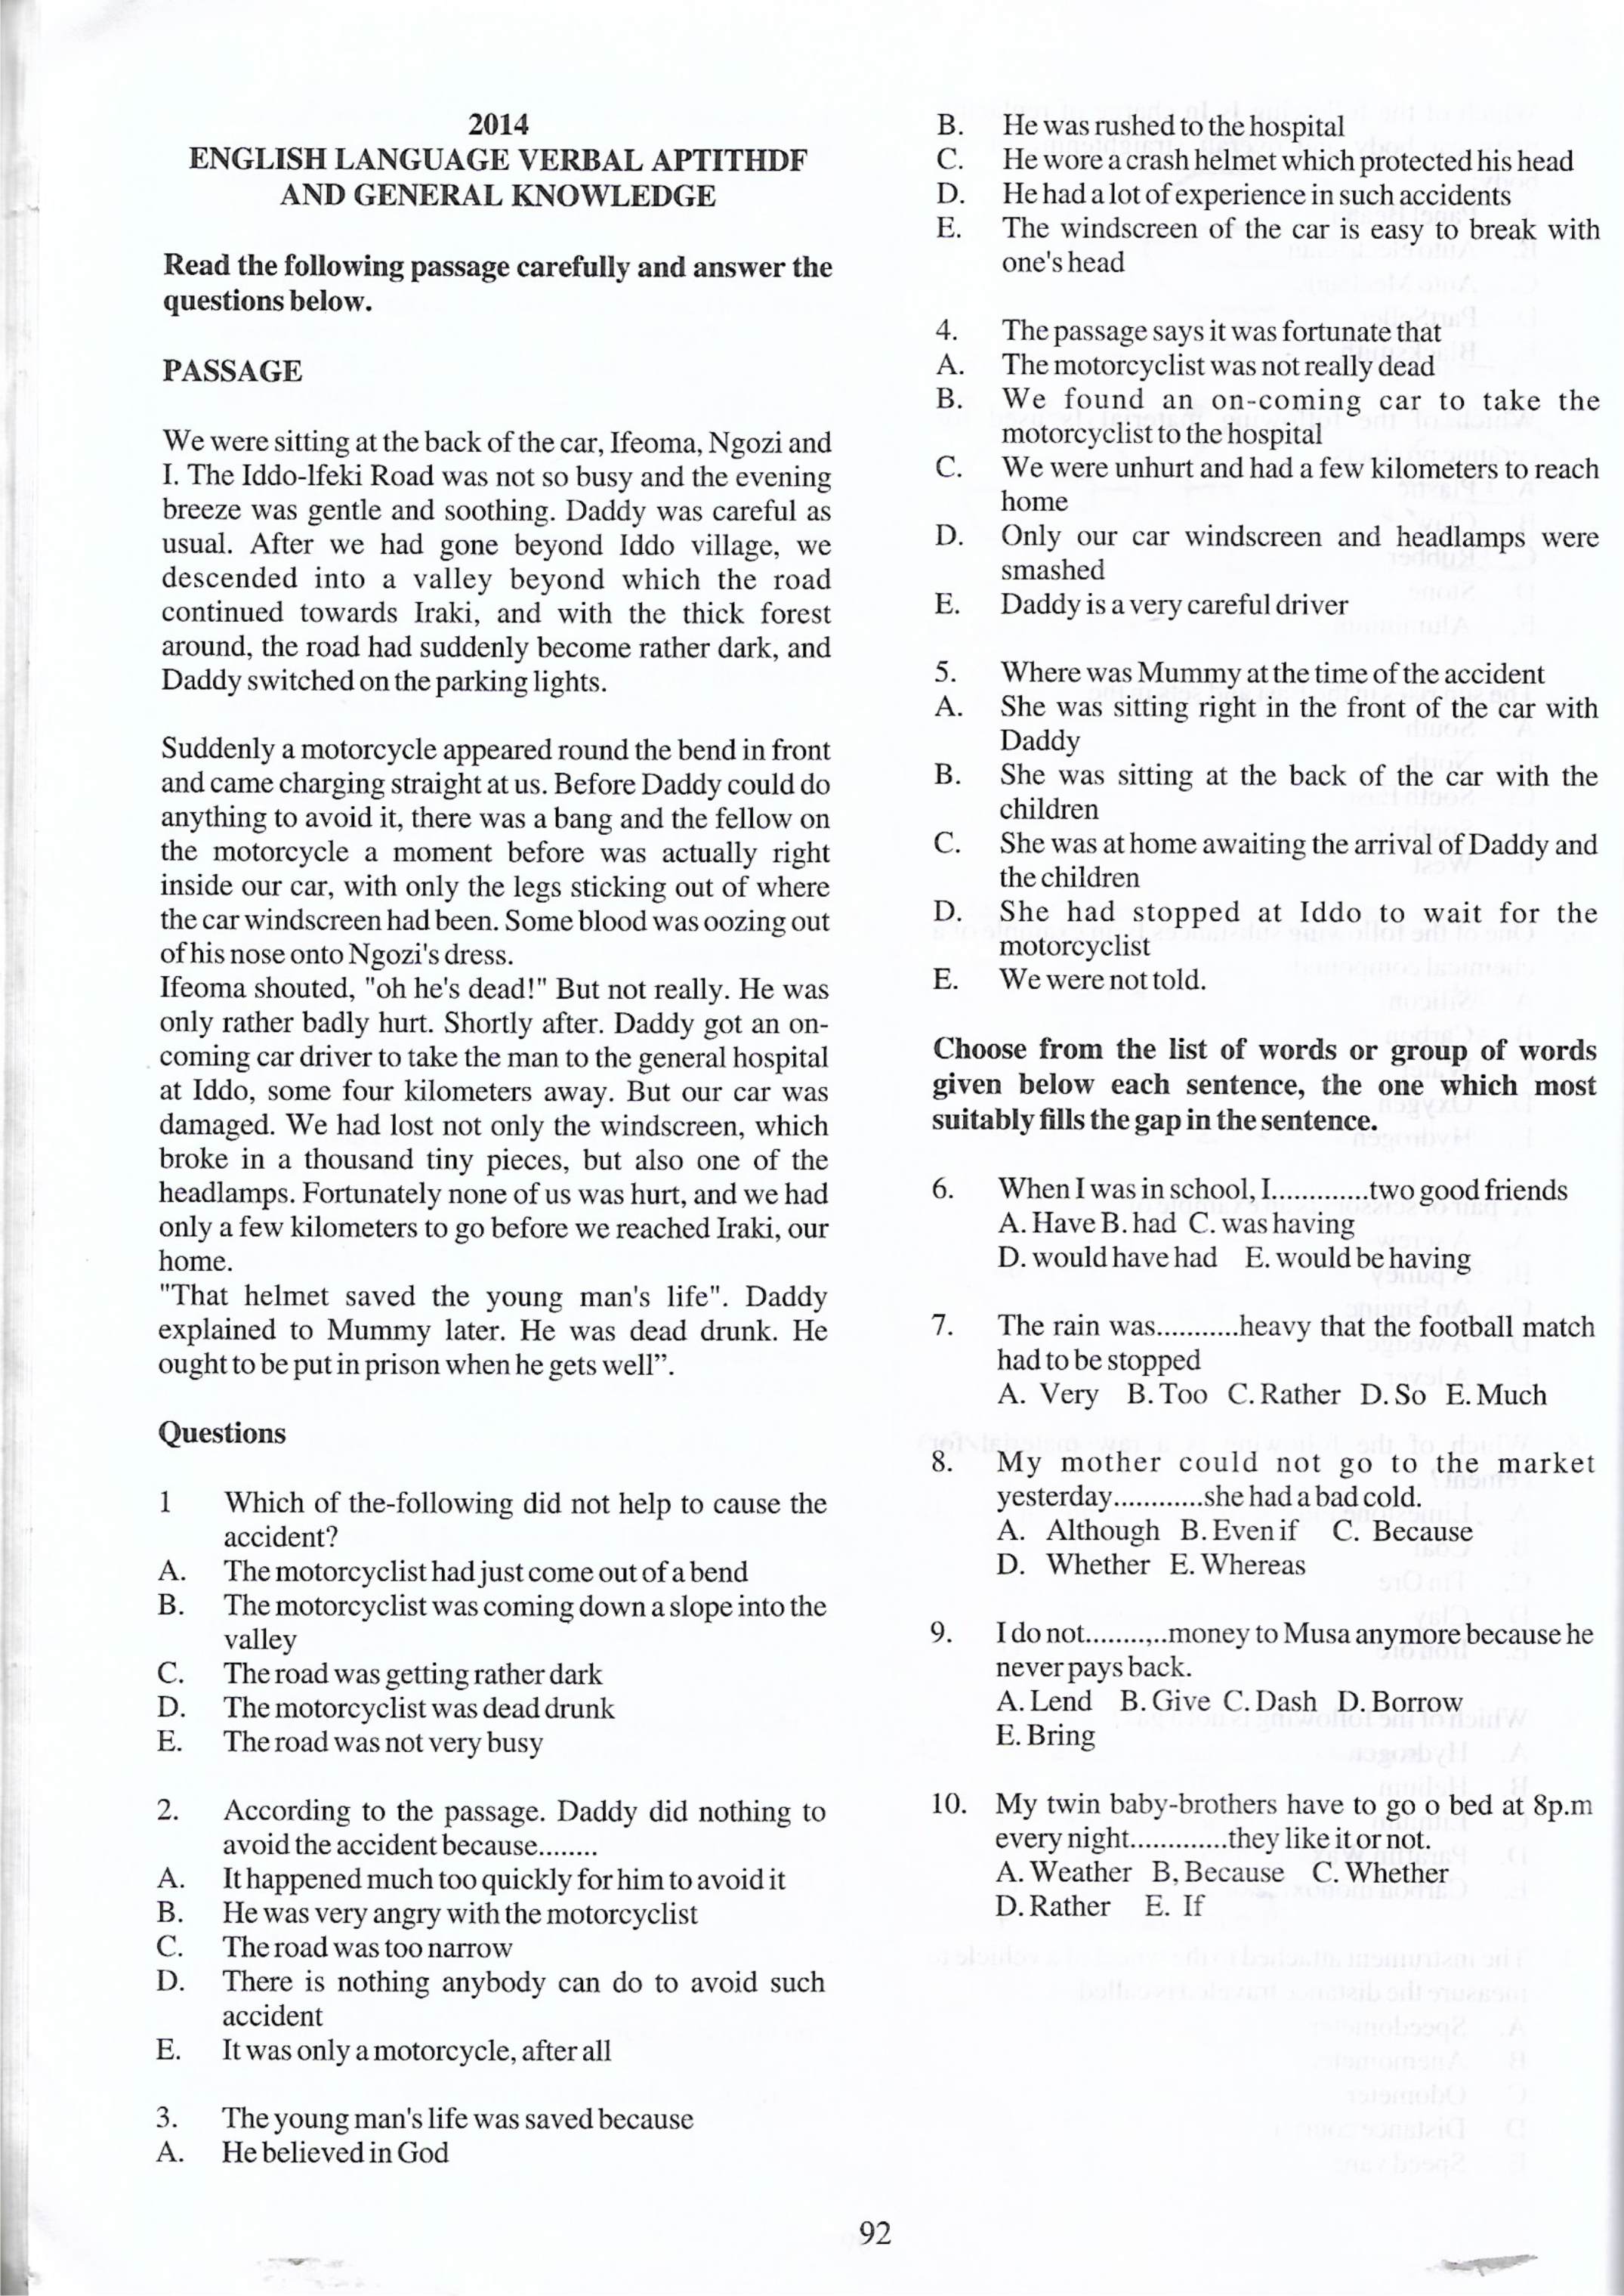 2014
ENGLISH LANGUAGE VERBAL APTITHDF
AND GENERAL KNOWLEDGE
Read the following passage carefully and answer the
questions below.
PASSAGE
We were sitting at the back of the car, Ifeoma, Ngozi and
I. The Iddo-Ifeki Road was not so busy and the evening
breeze was gentle and soothing. Daddy was careful as
usual. After we had gone beyond Iddo village, we
descended into a valley beyond which the road
continued towards Iraki, and with the thick forest
around, the road had suddenly become rather dark, and
Daddy switched on the parking lights.
Suddenly a motorcycle appeared round the bend in front
and came charging straight at us. Before Daddy could do
anything to avoid it, there was a bang and the fellow on
the motorcycle a moment before was actually right
inside our car, with only the legs sticking out of where
the car windscreen had been. Some blood was oozing out
of his nose onto Ngozi's dress.
Ifeoma shouted, "oh he's dead!" But not really. He was
only rather badly hurt. Shortly after. Daddy got an on-
coming car driver to take the man to the general hospital
at Iddo, some four kilometers away. But our car was
damaged. We had lost not only the windscreen, which
broke in a thousand tiny pieces, but also one of the
headlamps. Fortunately none of us was hurt, and we had
only a few kilometers to go before we reached Iraki, our
home.
"That helmet saved the young man's life". Daddy
explained to Mummy later. He was dead drunk. He
ought to be put in prison when he gets well”.
Questions
1 Which of the-following did not help to cause the
accident?
A. The motorcyclist had just come out of a bend
B. The motorcyclist was coming down a slope into the
valley
C. The road was getting rather dark
D. The motorcyclist was dead drunk
E. The road was not very busy
2. According to the passage. Daddy did nothing to
avoid the accident because........
A. It happened much too quickly for him to avoid it
B. He was very angry with the motorcyclist
C. The road was too narrow
D. There is nothing anybody can do to avoid such
accident
E. It was only a motorcycle, after all
3. The young man's life was saved because
A. He believed in God
B. He was rushed to the hospital
C. He wore a crash helmet which protected his head
D. He had a lot of experience in such accidents
E. The windscreen of the car is easy to break with
one's head
4. The passage says it was fortunate that
A. The motorcyclist was not really dead
B. We found an on-coming car to take the
motorcyclist to the hospital
C. We were unhurt and had a few kilometers to reach
home
D. Only our car windscreen and headlamps were
smashed
E. Daddy is a very careful driver
5. Where was Mummy at the time of the accident
A. She was sitting right in the front of the car with
Daddy
B. She was sitting at the back of the car with the
children
C. She was at home awaiting the arrival of Daddy and
the children
D. She had stopped at Iddo to wait for the
motorcyclist
E. We were not told.
Choose from the list of words or group of words
given below each sentence, the one which most
suitably fills the gap in the sentence.
6. When I was in school, I.............two good friends
A. Have B. had C. was having
D. would have had E. would be having
7. The rain was...........heavy that the football match
had to be stopped
A. Very B. Too C. Rather D. So E. Much
8. My mother could not go to the market
yesterday............she had a bad cold.
A. Although B. Even if C. Because
D. Whether E. Whereas
9. I do not........,..money to Musa anymore because he
never pays back.
A. Lend B. Give C. Dash D. Borrow
E. Bring
10. My twin baby-brothers have to go o bed at 8p.m
every night.............they like it or not.
A. Weather B, Because C. Whether
D. Rather E. If
92